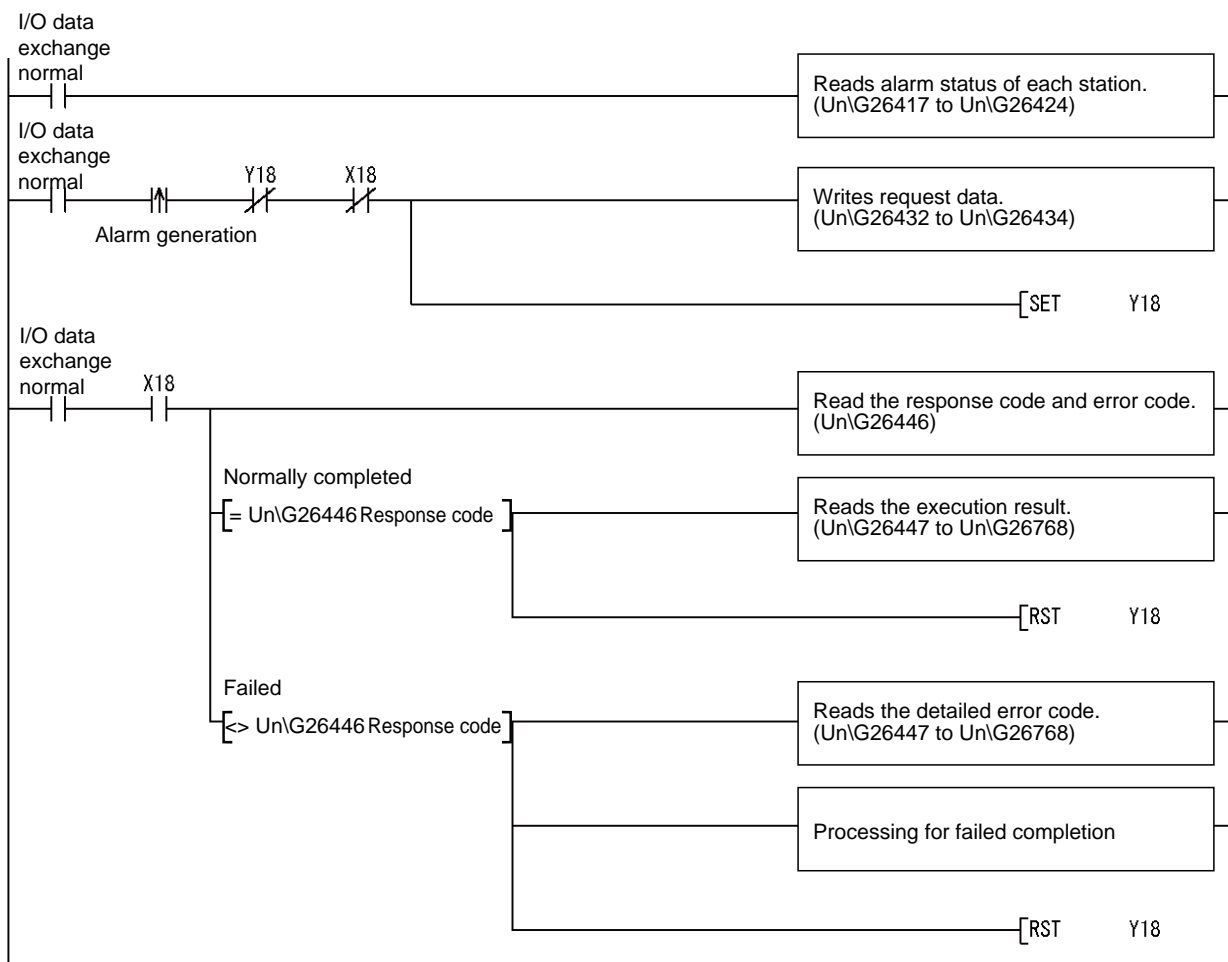 I/O data
exchange
normal
Reads alarm status of each station.
(Un\G26417 to Un\G26424)
I/O data
exchange
normal
Y18
X18
Alarm generation
Writes request data.
(Un\G26432 to Un\G26434)
SET Y18
I/O data
exchange
normal
X18
Read the response code and error code.
(Un\G26446)
Normally completed
= Un\G26446 Response code
Reads the execution result.
(Un\G26447 to Un\G26768)
RST Y18
Failed
<> Un\G26446 Response code
Reads the detailed error code.
(Un\G26447 to Un\G26768)
Processing for failed completion
RST Y18